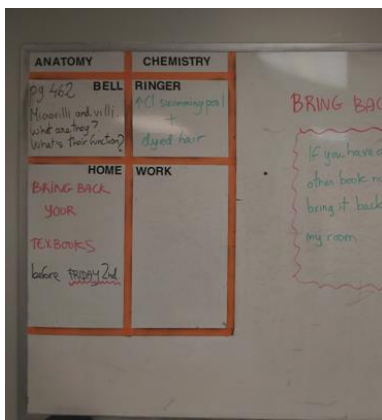 ANATOMY CHEMISTRY
BELL RINGER
pg 462
Microvilli and villi.
What are they?
What's their function?
↑Cl swimming pool
+
dyed hair
HOME WORK
BRING BACK
YOUR
TEXBOOKS
before FRIDAY 2nd
BRING BAC
If you have a
other book
bring it back
my room